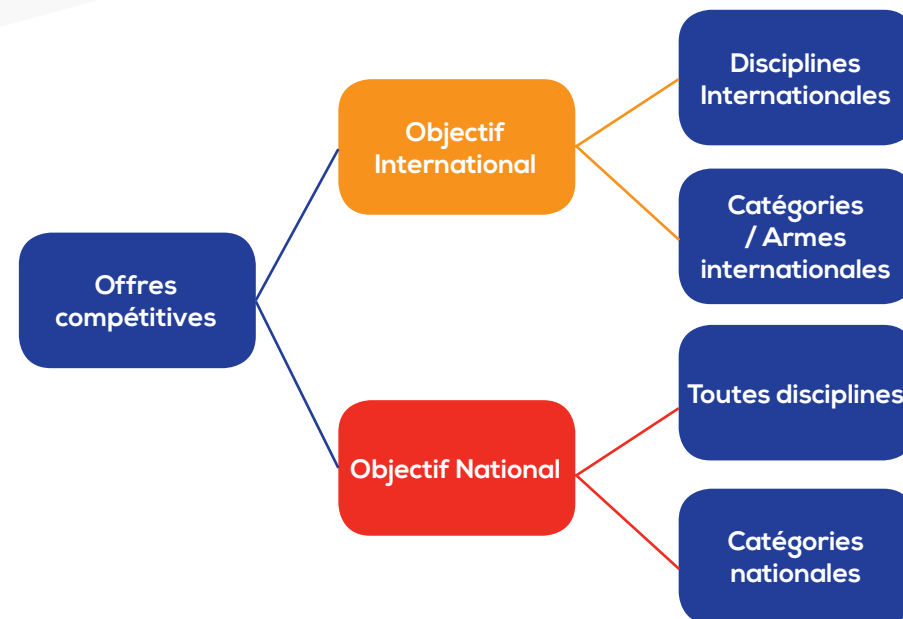 Offres
compétitives
Objectif
International
Disciplines
Internationales
Catégories
/ Armes
internationales
Objectif National
Toutes disciplines
Catégories
nationales